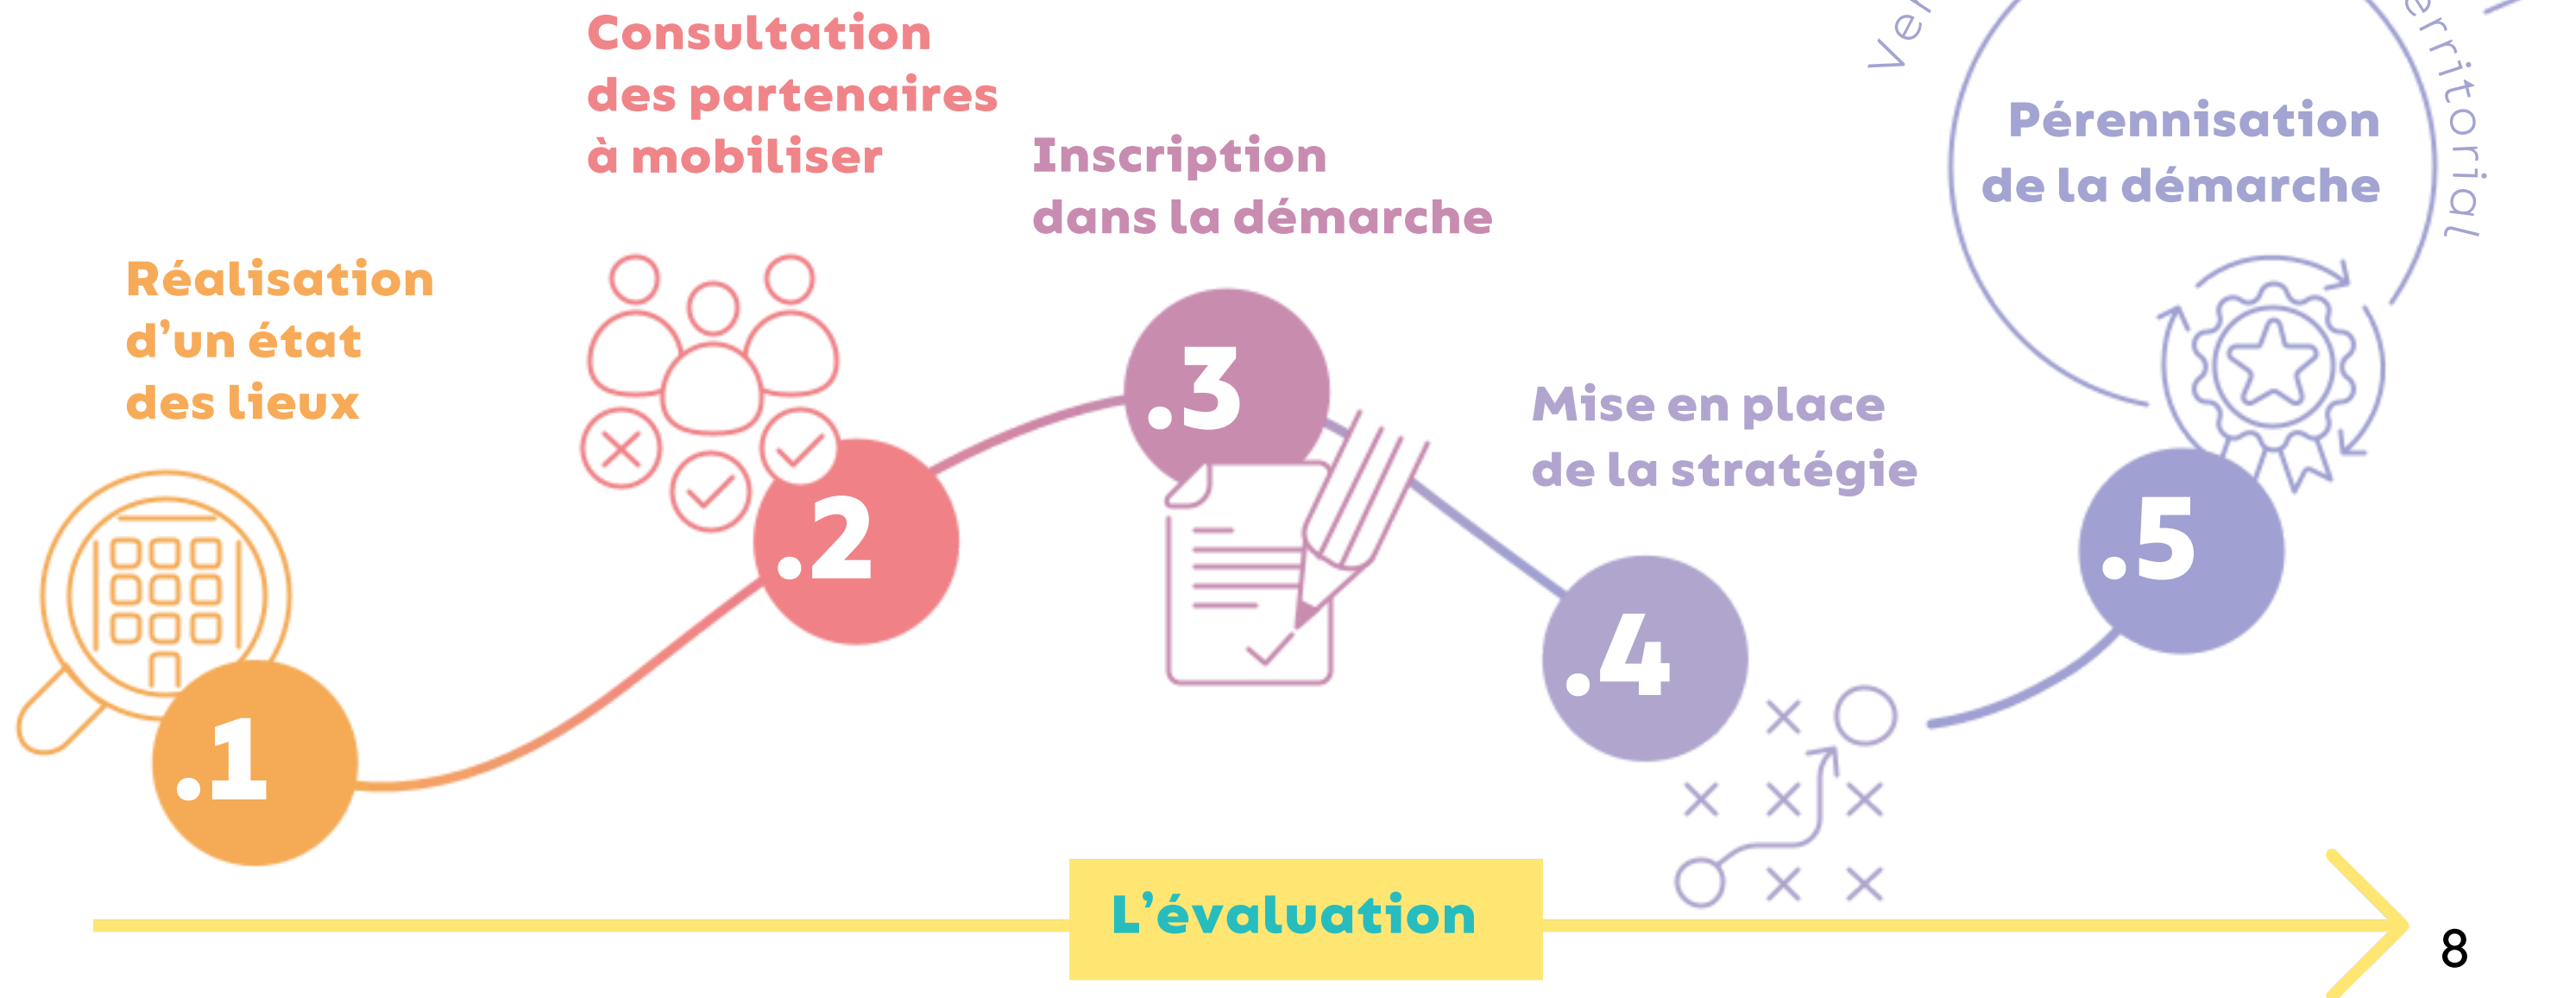 Réalisation
d’un état
des lieux
.1
Consultation
des partenaires
à mobiliser
.2
Inscription
dans la démarche
.3
Mise en place
de la stratégie
.4
Pérennisation
de la démarche
.5
L’évaluation
8